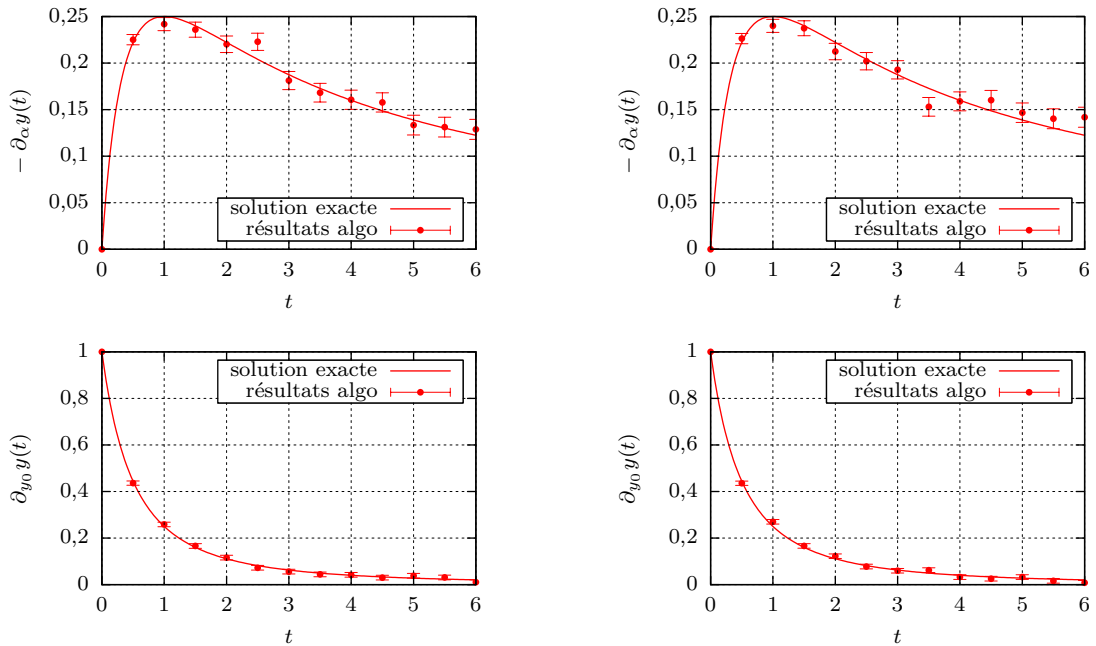 0,25
0,2
0,15
0,1
0,05
0
− ∂αy(t)
solution exacte
résultats algo
0 1 2 3 4 5 6
t
0,25
0,2
0,15
0,1
0,05
0
− ∂αy(t)
solution exacte
résultats algo
0 1 2 3 4 5 6
t
1
0,8
0,6
0,4
0,2
0
∂y0 y(t)
solution exacte
résultats algo
0 1 2 3 4 5 6
t
1
0,8
0,6
0,4
0,2
0
∂y0 y(t)
solution exacte
résultats algo
0 1 2 3 4 5 6
t